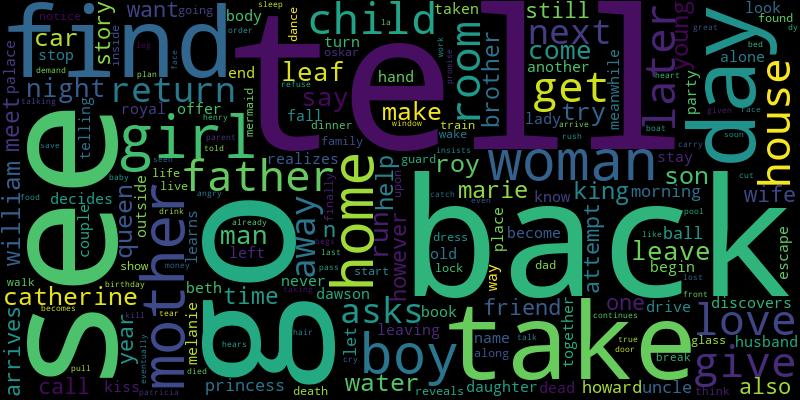 find
tell
see
go
back
take
day
girl
father
mother
woman
home
house
child
get
return
night
room
next
later
love
give
boy
asks
man
away
leaf
say
make
car
story
want
body
taken
still
come
another
young
party
look
alone
going
notice
stop
inside
palace
meet
william
royal
offer
end
turn
fall
dinner
hand
oskar
la
dance
sleep
order
face
plan
leg
demand
talking
telling
henry
parent
told
mermaid
refuse
window
family
train
brother
lady
try
meanwhile
arrive
rush
work
promise
wake
guard
insists
realizes
roy
stay
boat
heart
great
bed
found
dy
given
race
soon
cut
carry
wife
son
king
morning
marie
help
run
however
upon
finally
begs
n
life
live
seen
baby
angry
save
decides
couple
food
outside
queen
learns
drink
show
walk
catherine
becomes
birthday
money
year
arrives
call
kiss
kill
tear
pull
eventually
patricia
melanie
died
beth
time
princess
death
hears
hair
already
left
never
last
pass
start
dawson
taking
cry
let
leaving
book
water
reveals
daughter
dead
friend
name
along
talk
continues
together
howard
uncle
true
door
break
one
drive
glass
think
also
husband
discovers
front
lost
escape
pool
like
ball
leave
begin
attempt
become
know
place
way
dress
old
lock
dad
catch
even